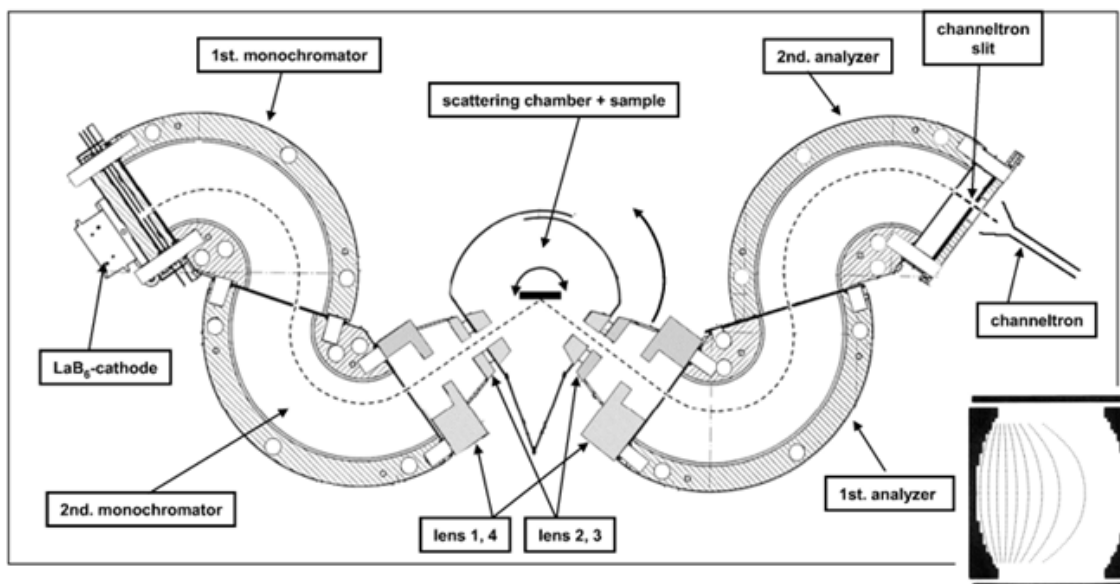 1st. monochromator
2nd. analyzer
channeltron
slit
scattering chamber + sample
LaB₆-cathode
channeltron
2nd. monochromator
lens 1, 4
lens 2, 3
1st. analyzer